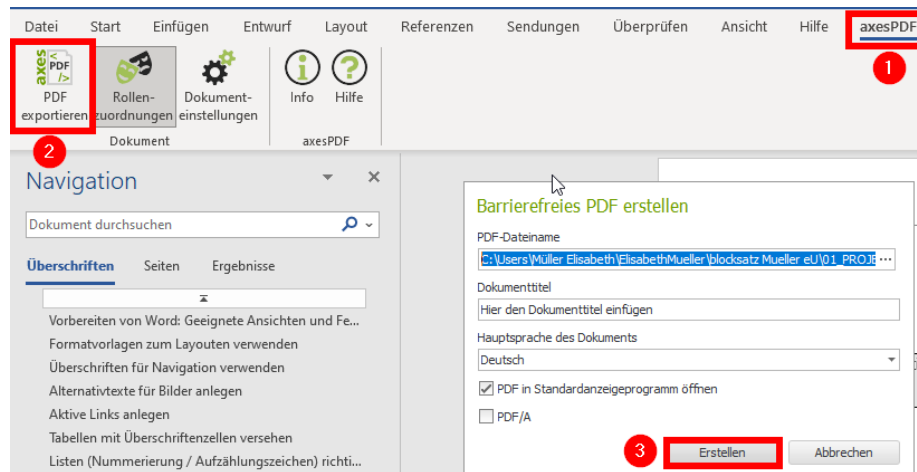 Datei Start Einfügen Entwurf Layout Referenzen Sendungen Überprüfen Ansicht Hilfe axesPDF
1
axes PDF
PDF exportieren
Rollen-zuordnungen
Dokument-einstellungen
Info
Hilfe
2
Dokument
axesPDF
Navigation
Dokument durchsuchen
Überschriften Seiten Ergebnisse
Vorbereiten von Word: Geeignete Ansichten und Fe...
Formatvorlagen zum Layouten verwenden
Überschriften für Navigation verwenden
Alternativtexte für Bilder anlegen
Aktive Links anlegen
Tabellen mit Überschriftenzellen versehen
Listen (Nummerierung / Aufzählungszeichen) richti...
Barrierefreies PDF erstellen
PDF-Dateiname
C:\Users\Müller Elisabeth\ElisabethMueller\blocksatz Mueller eU\01_PROJE ...
Dokumenttitel
Hier den Dokumenttitel einfügen
Hauptsprache des Dokuments
Deutsch
PDF in Standardanzeigeprogramm öffnen
PDF/A
3
Erstellen
Abbrechen